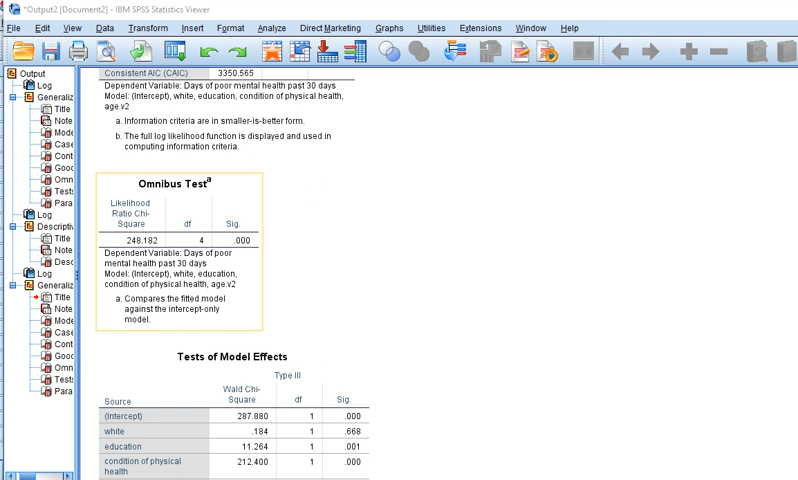 *Output2 [Document2] - IBM SPSS Statistics Viewer
File Edit View Data Transform Insert Format Analyze Direct Marketing Graphs Utilities Extensions Window Help
Output
Log
Generaliz
Title
Note
Mode
Case
Cont
Good
Omn
Tests
Para
Log
Descriptiv
Title
Note
Desc
Log
Generaliz
Title
Note
Mode
Case
Cont
Good
Omn
Tests
Para
Consistent AIC (CAIC) 3350.565
Dependent Variable: Days of poor mental health past 30 days
Model: (Intercept), white, education, condition of physical health,
age.v2
a. Information criteria are in smaller-is-better form.
b. The full log likelihood function is displayed and used in
computing information criteria.
Omnibus Testa
Likelihood
Ratio Chi-
Square df Sig.
248.182 4 .000
Dependent Variable: Days of poor
mental health past 30 days
Model: (Intercept), white, education,
condition of physical health, age.v2
a. Compares the fitted model
against the intercept-only
model.
Tests of Model Effects
Type III
Wald Chi-
Source Square df Sig.
(Intercept) 287.880 1 .000
white .184 1 .668
education 11.264 1 .001
condition of physical 212.400 1 .000
health